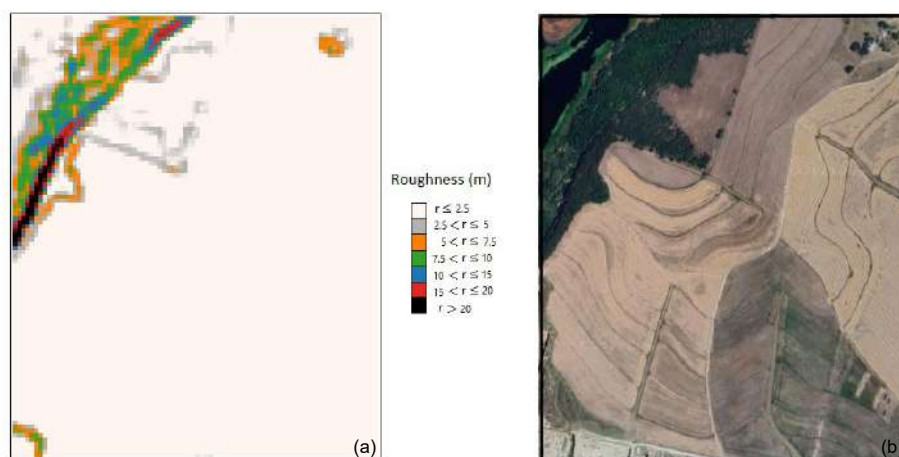 Roughness (m)
r ≤ 2.5
2.5 < r ≤ 5
5 < r ≤ 7.5
7.5 < r ≤ 10
10 < r ≤ 15
15 < r ≤ 20
r > 20
(a)
(b)